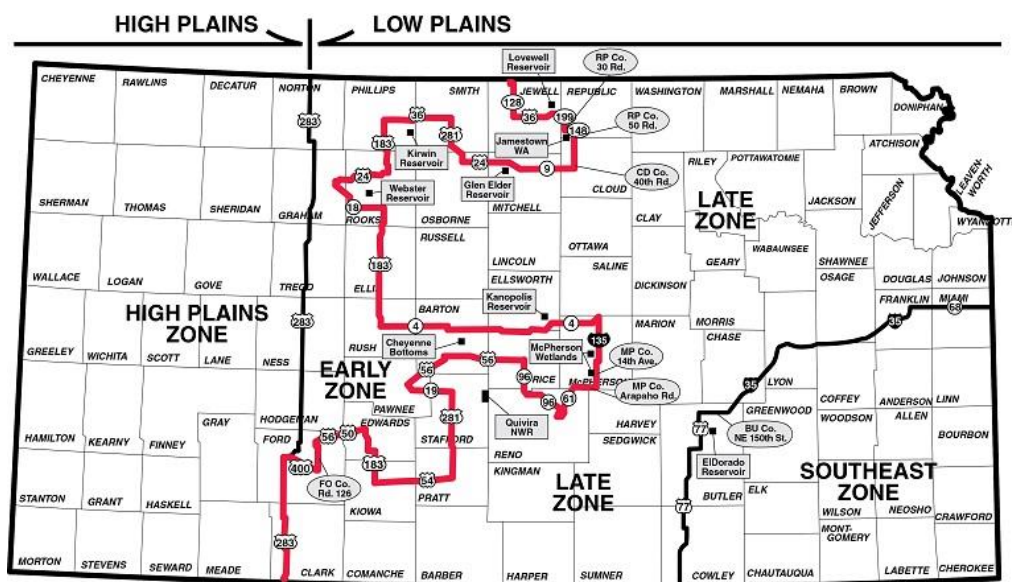 HIGH PLAINS
LOW PLAINS
CHEYENNE
RAWLINS
DECATUR
NORTON
PHILLIPS
SMITH
Lovewell
Reservoir
JEWELL
REPUBLIC
RP Co.
30 Rd.
WASHINGTON
MARSHALL
NEMAHA
BROWN
DONIPHAN
283
36
128
36
199
148
RP Co.
50 Rd.
183
281
Kirwin
Reservoir
Jamestown
WA
ATCHISON
24
24
9
Webster
Reservoir
Glen Elder
Reservoir
CD Co.
40th Rd.
CLOUD
RILEY
POTTAWATOMIE
JACKSON
JEFFERSON
LEAVEN-
WORTH
WYANDOTTE
SHERMAN
THOMAS
SHERIDAN
GRAHAM
18
ROOKS
OSBORNE
MITCHELL
CLAY
LATE
ZONE
RUSSELL
LINCOLN
OTTAWA
WABAUNSEE
SHAWNEE
WALLACE
LOGAN
GOVE
TREGO
ELLIS
183
ELLSWORTH
SALINE
DICKINSON
GEARY
OSAGE
DOUGLAS
JOHNSON
HIGH PLAINS
ZONE
283
BARTON
Kanopolis
Reservoir
FRANKLIN
MIAMI
68
35
4
4
MARION
MORRIS
CHASE
135
GREELEY
WICHITA
SCOTT
LANE
NESS
RUSH
Cheyenne
Bottoms
McPherson
Wetlands
MP Co.
14th Ave.
EARLY
ZONE
56
56
96
RICE
McPHERSON
MP Co.
Arapaho Rd.
35
LYON
19
96
61
PAWNEE
COFFEY
ANDERSON
LINN
HODGEMAN
EDWARDS
281
Quivira
NWR
HARVEY
77
GREENWOOD
WOODSON
ALLEN
GRAY
FORD
56
50
STAFFORD
SEDGWICK
BU Co.
NE 150th St.
BOURBON
HAMILTON
KEARNY
FINNEY
400
183
RENO
ElDorado
Reservoir
FO Co.
Rd. 126
54
KINGMAN
LATE
ZONE
SOUTHEAST
ZONE
STANTON
GRANT
HASKELL
PRATT
BUTLER
ELK
77
KIOWA
WILSON
NEOSHO
CRAWFORD
MONT-
GOMERY
283
MORTON
STEVENS
SEWARD
MEADE
CLARK
COMANCHE
BARBER
HARPER
SUMNER
COWLEY
CHAUTAUQUA
LABETTE
CHEROKEE